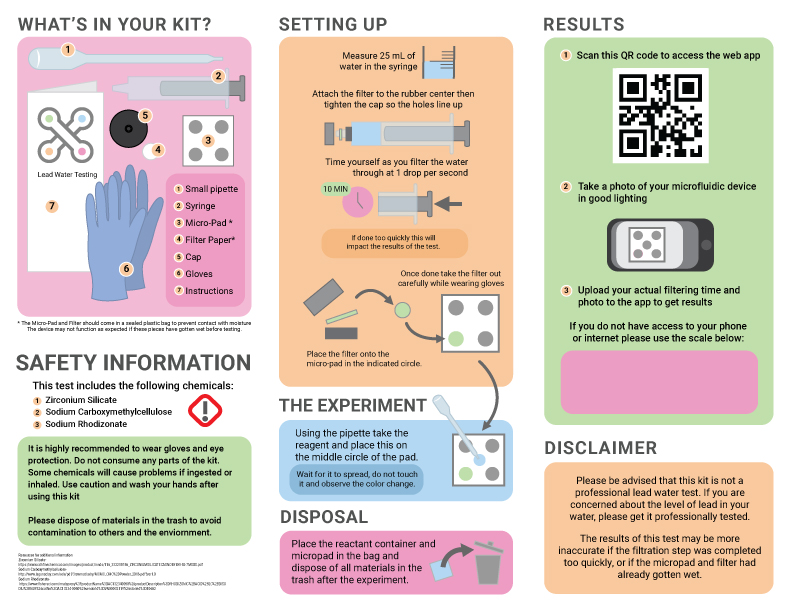 WHAT'S IN YOUR KIT?
1
2
3
4
5
Lead Water Testing
7
6
1 Small pipette
2 Syringe
3 Micro-Pad *
4 Filter Paper*
5 Cap
6 Gloves
7 Instructions
* The Micro-Pad and Filter should come in a sealed plastic bag to prevent contact with moisture
The device may not function as expected if these pieces have gotten wet before testing.
SAFETY INFORMATION
This test includes the following chemicals:
1 Zirconium Silicate
2 Sodium Carboxymethylcellulose
3 Sodium Rhodizonate
!
It is highly recommended to wear gloves and eye
protection. Do not consume any parts of the kit.
Some chemicals will cause problems if ingested or
inhaled. Use caution and wash your hands after
using this kit
Please dispose of materials in the trash to avoid
contamination to others and the enviornment.
Resources for additional information
Zirconium Silicate
Sodium Carboxymethylcellulose
Sodium Rhodizonate
SETTING UP
Measure 25 mL of
water in the syringe
Attach the filter to the rubber center then
tighten the cap so the holes line up
Time yourself as you filter the water
through at 1 drop per second
10 MIN
If done too quickly this will
impact the results of the test.
Once done take the filter out
carefully while wearing gloves
Place the filter onto the
micro-pad in the indicated circle.
THE EXPERIMENT
Using the pipette take the
reagent and place this on
the middle circle of the pad.
Wait for it to spread, do not touch
it and observe the color change.
DISPOSAL
Place the reactant container and
micropad in the bag and
dispose of all materials in the
trash after the experiment.
RESULTS
1 Scan this QR code to access the web app
2 Take a photo of your microfluidic device
in good lighting
3 Upload your actual filtering time and
photo to the app to get results
If you do not have access to your phone
or internet please use the scale below:
DISCLAIMER
Please be advised that this kit is not a
professional lead water test. If you are
concerned about the level of lead in your
water, please get it professionally tested.
The results of this test may be more
inaccurate if the filtration step was completed
too quickly, or if the micropad and filter had
already gotten wet.